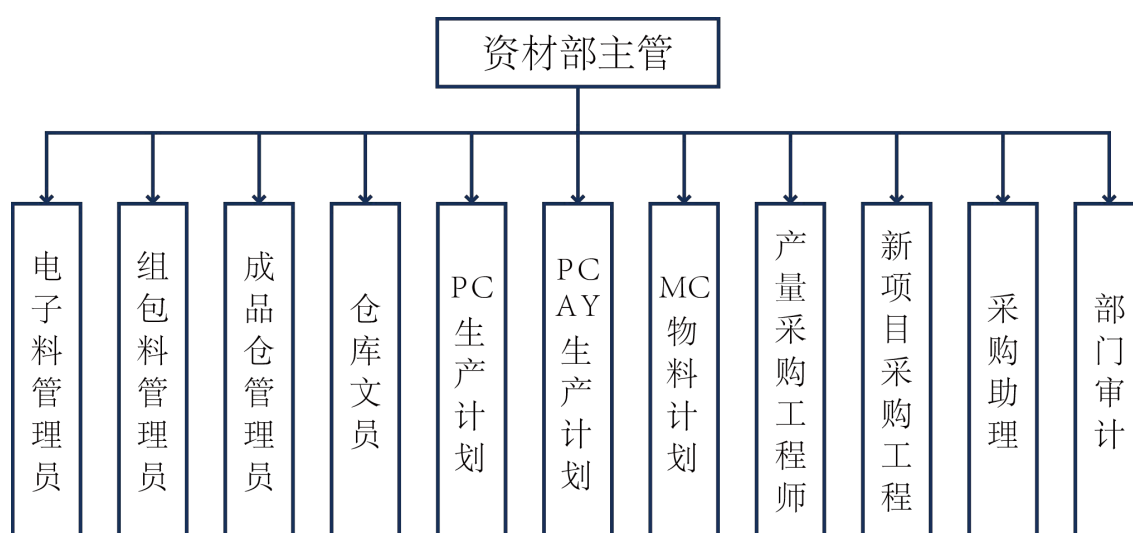 资材部主管
电子料管理员
组包料管理员
成品仓管理员
仓库文员
PC生产计划
PCAY生产计划
MC物料计划
产量采购工程师
新项目采购工程
采购助理
部门审计